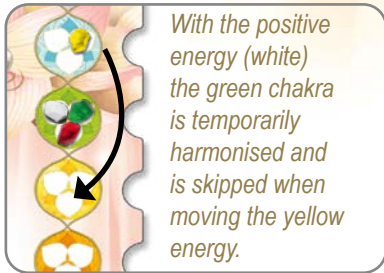 With the positive
energy (white)
the green chakra
is temporarily
harmonised and
is skipped when
moving the yellow
energy.